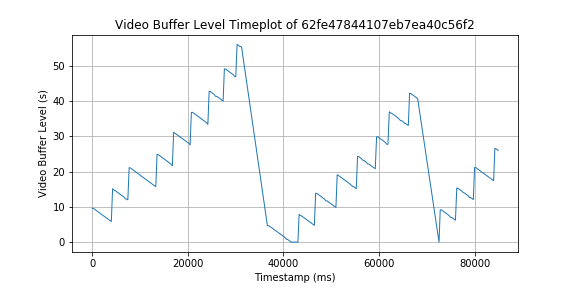 Video Buffer Level Timeplot of 62fe47844107eb7ea40c56f2
Video Buffer Level (s)
50
40
30
20
10
0
0 20000 40000 60000 80000
Timestamp (ms)